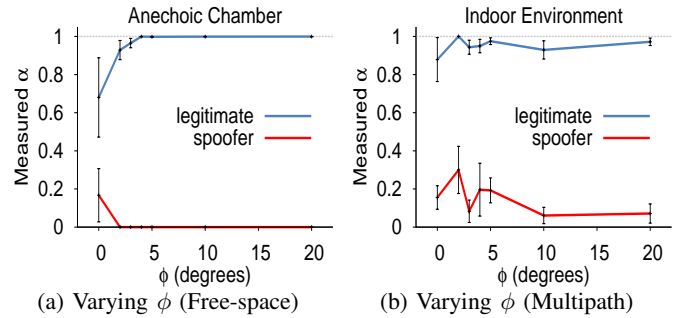 Anechoic Chamber
Measured α
1
0.8
0.6
0.4
0.2
0
legitimate
spoofer
0 5 10 15 20
ϕ (degrees)
(a) Varying ϕ (Free-space)
Indoor Environment
Measured α
1
0.8
0.6
0.4
0.2
0
legitimate
spoofer
0 5 10 15 20
ϕ (degrees)
(b) Varying ϕ (Multipath)